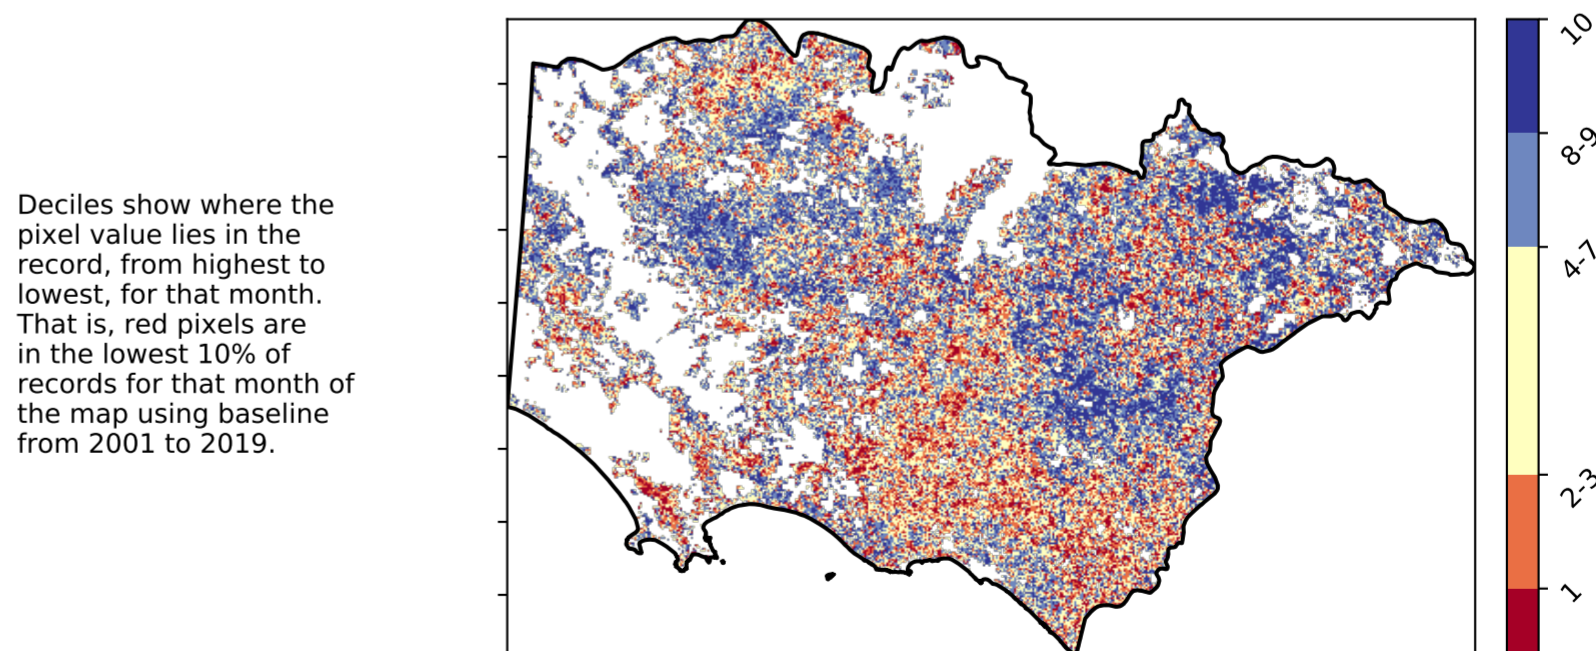 Deciles show where the
pixel value lies in the
record, from highest to
lowest, for that month.
That is, red pixels are
in the lowest 10% of
records for that month of
the map using baseline
from 2001 to 2019.
10
8-9
4-7
2-3
1